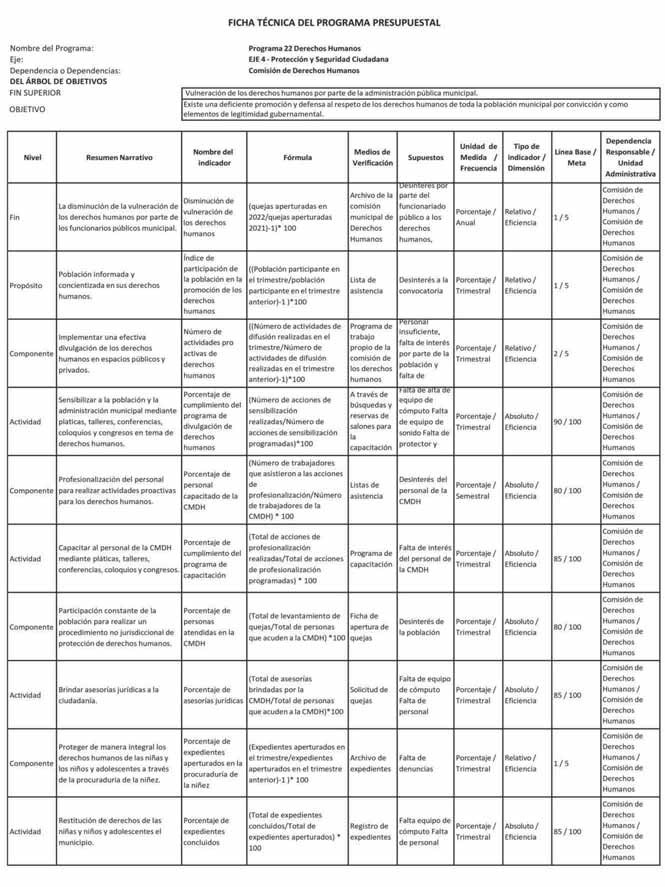 FICHA TÉCNICA DEL PROGRAMA PRESUPUESTAL
Nombre del Programa: Programa 22 Derechos Humanos
Eje: EJE 4 - Protección y Seguridad Ciudadana
Dependencia o Dependencias: Comisión de Derechos Humanos
DEL ÁRBOL DE OBJETIVOS
FIN SUPERIOR Vulneración de los derechos humanos por parte de la administración pública municipal.
OBJETIVO Existe una deficiente promoción y defensa al respeto de los derechos humanos de toda la población municipal por convicción y como
elementos de legitimidad gubernamental.
Nivel
Resumen Narrativo
Nombre del
indicador
Fórmula
Medios de
Verificación
Supuestos
Unidad de
Medida /
Frecuencia
Tipo de
indicador /
Dimensión
Línea Base /
Meta
Dependencia
Responsable /
Unidad
Administrativa
Fin
La disminución de la vulneración de
los derechos humanos por parte de
los funcionarios públicos municipal.
Disminución de
vulneración de
los derechos
humanos
(quejas aperturadas en
2022/quejas aperturadas
2021)-1)* 100
Archivo de la
comisión
municipal de
Derechos
Humanos
Desinterés por
parte del
funcionariado
público a los
derechos
humanos,
Porcentaje /
Anual
Relativo /
Eficiencia
1 / 5
Comisión de
Derechos
Humanos /
Comisión de
Derechos
Humanos
Propósito
Población informada y
concientizada en sus derechos
humanos.
Índice de
participación de
la población en la
promoción de los
derechos
humanos
((Población participante en
el trimestre/población
participante en el trimestre
anterior)-1 )*100
Lista de
asistencia
Desinterés a la
convocatoria
Porcentaje /
Trimestral
Relativo /
Eficiencia
1 / 5
Comisión de
Derechos
Humanos /
Comisión de
Derechos
Humanos
Componente
Implementar una efectiva
divulgación de los derechos
humanos en espacios públicos y
privados.
Número de
actividades pro
activas de
derechos
humanos
((Número de actividades de
difusión realizadas en el
trimestre/Número de
actividades de difusión
realizadas en el trimestre
anterior)-1)*100
Programa de
trabajo
propio de la
comisión de
los derechos
humanos
Personal
insuficiente,
falta de interés
por parte de la
población y
falta de
Porcentaje /
Trimestral
Relativo /
Eficiencia
2 / 5
Comisión de
Derechos
Humanos /
Comisión de
Derechos
Humanos
Actividad
Sensibilizar a la población y la
administración municipal mediante
platicas, talleres, conferencias,
coloquios y congresos en tema de
derechos humanos.
Porcentaje de
cumplimiento del
programa de
divulgación de
derechos
humanos
(Número de acciones de
sensibilización
realizadas/Número de
acciones de sensibilización
programadas)*100
A través de
búsquedas y
reservas de
salones para
la
capacitación
Falta de alta de
equipo de
cómputo Falta
de equipo de
sonido Falta de
protector y
Porcentaje /
Trimestral
Absoluto /
Eficiencia
90 / 100
Comisión de
Derechos
Humanos /
Comisión de
Derechos
Humanos
Componente
Profesionalización del personal
para realizar actividades proactivas
para los derechos humanos.
Porcentaje de
personal
capacitado de la
CMDH
(Número de trabajadores
que asistieron a las acciones
de
profesionalización/Número
de trabajadores de la
CMDH) * 100
Listas de
asistencia
Desinterés del
personal de la
CMDH
Porcentaje /
Semestral
Absoluto /
Eficiencia
80 / 100
Comisión de
Derechos
Humanos /
Comisión de
Derechos
Humanos
Actividad
Capacitar al personal de la CMDH
mediante pláticas, talleres,
conferencias, coloquios y congresos.
Porcentaje de
cumplimiento del
programa de
capacitación
(Total de acciones de
profesionalización
realizadas/Total de acciones
de profesionalización
programadas) * 100
Programa de
capacitación
Falta de interés
del personal de
la CMDH
Porcentaje /
Trimestral
Absoluto /
Eficiencia
85 / 100
Comisión de
Derechos
Humanos /
Comisión de
Derechos
Humanos
Componente
Participación constante de la
población para realizar un
procedimiento no jurisdiccional de
protección de derechos humanos.
Porcentaje de
personas
atendidas en la
CMDH
(Total de levantamiento de
quejas/Total de personas
que acuden a la CMDH) *100
Ficha de
apertura de
quejas
Desinterés de
la población
Porcentaje /
Trimestral
Absoluto /
Eficiencia
80 / 100
Comisión de
Derechos
Humanos /
Comisión de
Derechos
Humanos
Actividad
Brindar asesorías jurídicas a la
ciudadanía.
Porcentaje de
asesorías jurídicas
(Total de asesorías
brindadas por la
CMDH/Total de personas
que acuden a la CMDH)*100
Solicitud de
quejas
Falta de equipo
de cómputo
Falta de
personal
Porcentaje /
Trimestral
Absoluto /
Eficiencia
85 / 100
Comisión de
Derechos
Humanos /
Comisión de
Derechos
Humanos
Componente
Proteger de manera integral los
derechos humanos de las niñas y
los niños y adolescentes a través
de la procuraduría de la niñez.
Porcentaje de
expedientes
aperturados en la
procuraduría de
la niñez
(Expedientes aperturados en
el trimestre/expedientes
aperturados en el trimestre
anterior)-1 )* 100
Archivo de
expedientes
Falta de
denuncias
Porcentaje /
Trimestral
Relativo /
Eficiencia
1 / 5
Comisión de
Derechos
Humanos /
Comisión de
Derechos
Humanos
Actividad
Restitución de derechos de las
niñas y niños y adolescentes el
municipio.
Porcentaje de
expedientes
concluidos
(Total de expedientes
concluidos/Total de
expedientes aperturados) *
100
Registro de
expedientes
Falta equipo de
cómputo Falta
de personal
Porcentaje /
Trimestral
Absoluto /
Eficiencia
85 / 100
Comisión de
Derechos
Humanos /
Comisión de
Derechos
Humanos